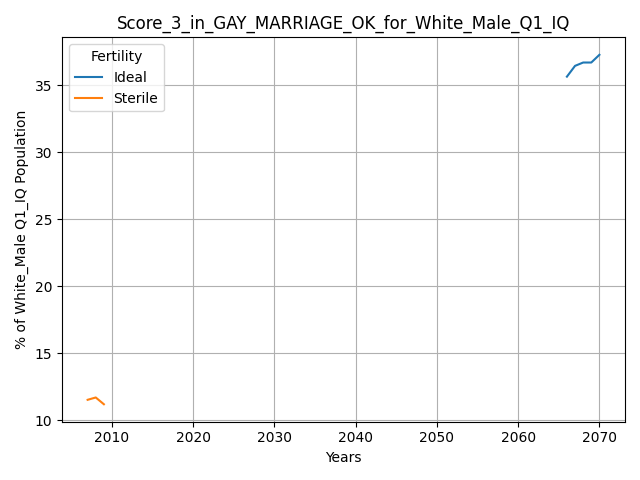 Score_3_in_GAY_MARRIAGE_OK_for_White_Male_Q1_IQ
Fertility
Ideal
Sterile
% of White_Male Q1_IQ Population
35
30
25
20
15
10
2010
2020
2030
2040
2050
2060
2070
Years